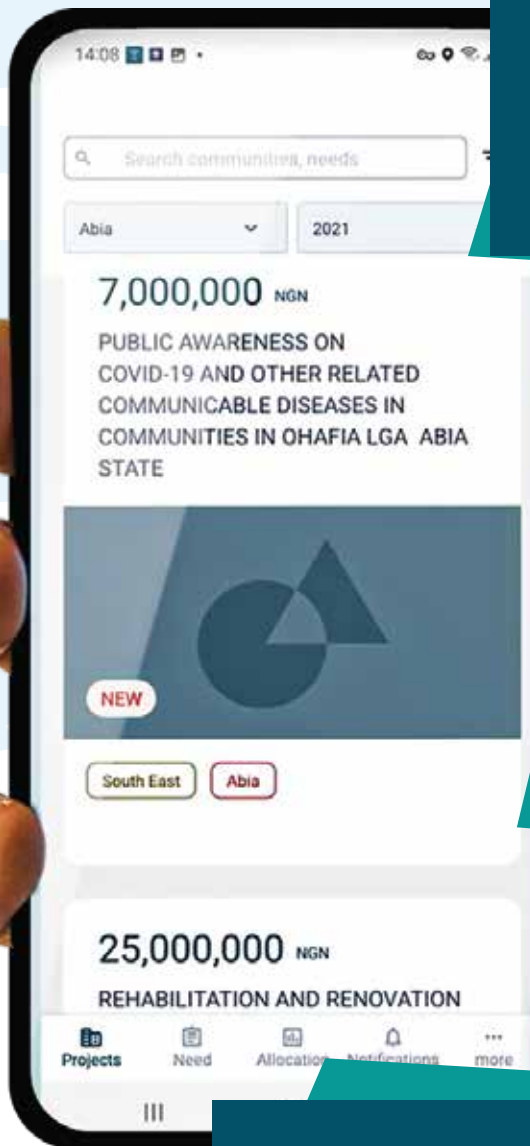 14:08
Search communities, needs
Abia
2021
7,000,000 NGN
PUBLIC AWARENESS ON
COVID-19 AND OTHER RELATED
COMMUNICABLE DISEASES IN
COMMUNITIES IN OHAFIA LGA ABIA
STATE
NEW
South East
Abia
25,000,000 NGN
REHABILITATION AND RENOVATION
Projects
Need
Allocation
Notifications
more